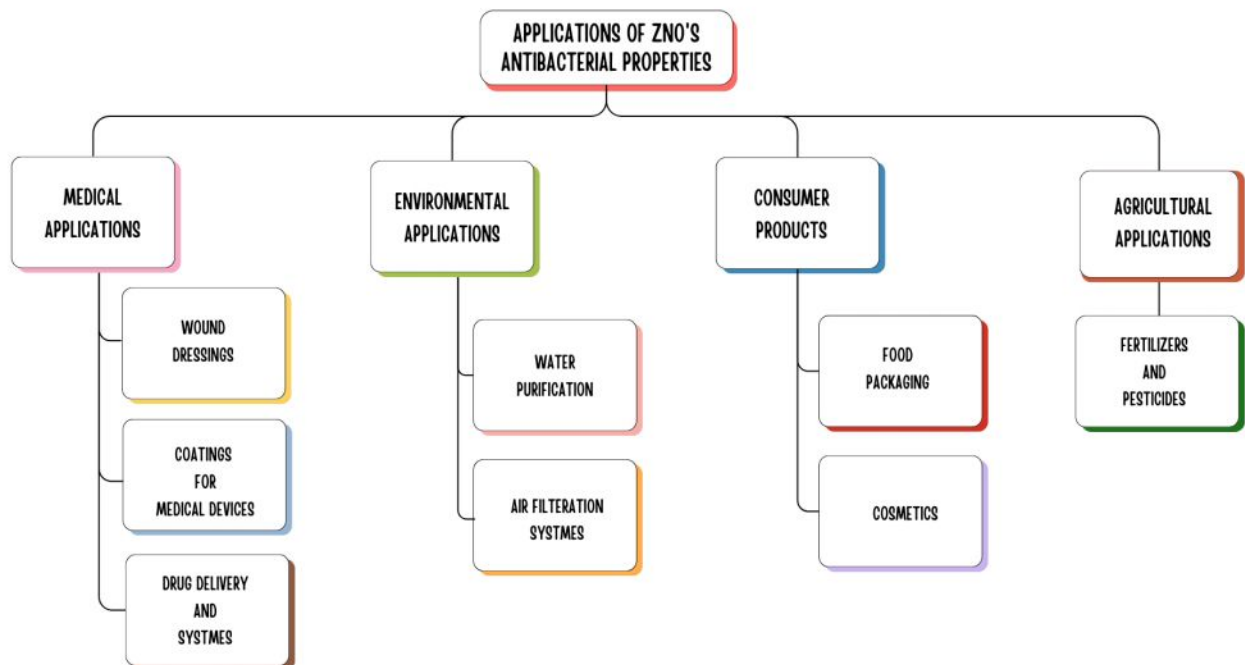 APPLICATIONS OF ZNO'S
ANTIBACTERIAL PROPERTIES
MEDICAL
APPLICATIONS
WOUND
DRESSINGS
COATINGS
FOR
MEDICAL DEVICES
DRUG DELIVERY
AND
SYSTMES
ENVIRONMENTAL
APPLICATIONS
WATER
PURIFICATION
AIR FILTERATION
SYSTMES
CONSUMER
PRODUCTS
FOOD
PACKAGING
COSMETICS
AGRICULTURAL
APPLICATIONS
FERTILIZERS
AND
PESTICIDES